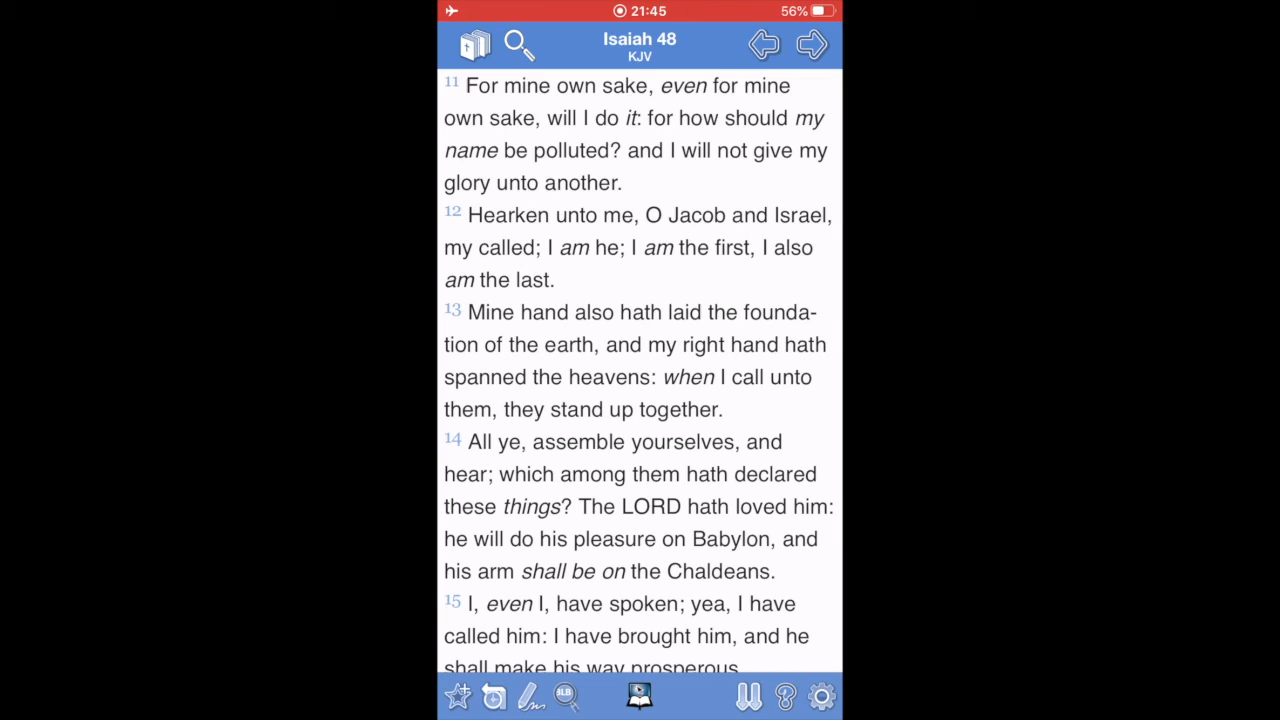 21:45
56%
Isaiah 48
KJV
11 For mine own sake, even for mine
own sake, will I do it: for how should my
name be polluted? and I will not give my
glory unto another.
12 Hearken unto me, O Jacob and Israel,
my called; I am he; I am the first, I also
am the last.
13 Mine hand also hath laid the founda-
tion of the earth, and my right hand hath
spanned the heavens: when I call unto
them, they stand up together.
14 All ye, assemble yourselves, and
hear; which among them hath declared
these things? The LORD hath loved him:
he will do his pleasure on Babylon, and
his arm shall be on the Chaldeans.
15 I, even I, have spoken; yea, I have
called him: I have brought him, and he
shall make his way prosperous
BLB